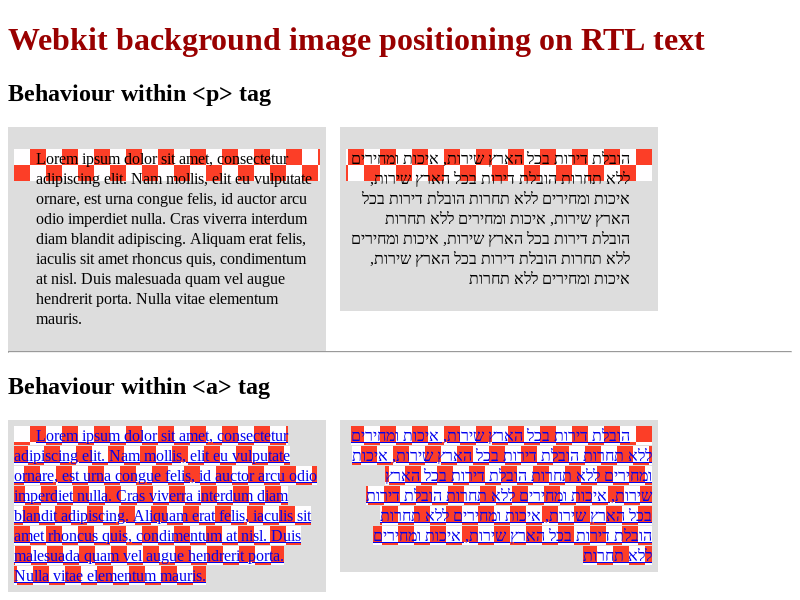 Webkit background image positioning on RTL text
Behaviour within <p> tag
Lorem ipsum dolor sit amet, consectetur
adipiscing elit. Nam mollis, elit eu vulputate
ornare, est urna congue felis, id auctor arcu
odio imperdiet nulla. Cras viverra interdum
diam blandit adipiscing. Aliquam erat felis,
iaculis sit amet rhoncus quis, condimentum
at nisl. Duis malesuada quam vel augue
hendrerit porta. Nulla vitae elementum
mauris.
הובלת דירות בכל הארץ שירות, איכות ומחירים
ללא תחרות הובלת דירות בכל הארץ שירות,
איכות ומחירים ללא תחרות הובלת דירות בכל
הארץ שירות, איכות ומחירים ללא תחרות
הובלת דירות בכל הארץ שירות, איכות ומחירים
ללא תחרות הובלת דירות בכל הארץ שירות,
איכות ומחירים ללא תחרות
Behaviour within <a> tag
Lorem ipsum dolor sit amet, consectetur
adipiscing elit. Nam mollis, elit eu vulputate
ornare, est urna congue felis, id auctor arcu odio
imperdiet nulla. Cras viverra interdum diam
blandit adipiscing. Aliquam erat felis, iaculis sit
amet rhoncus quis, condimentum at nisl. Duis
malesuada quam vel augue hendrerit porta.
Nulla vitae elementum mauris.
הובלת דירות בכל הארץ שירות, איכות ומחירים
ללא תחרות הובלת דירות בכל הארץ שירות, איכות
ומחירים ללא תחרות הובלת דירות בכל הארץ
שירות, איכות ומחירים ללא תחרות הובלת דירות
בכל הארץ שירות, איכות ומחירים ללא תחרות
הובלת דירות בכל הארץ שירות, איכות ומחירים
ללא תחרות